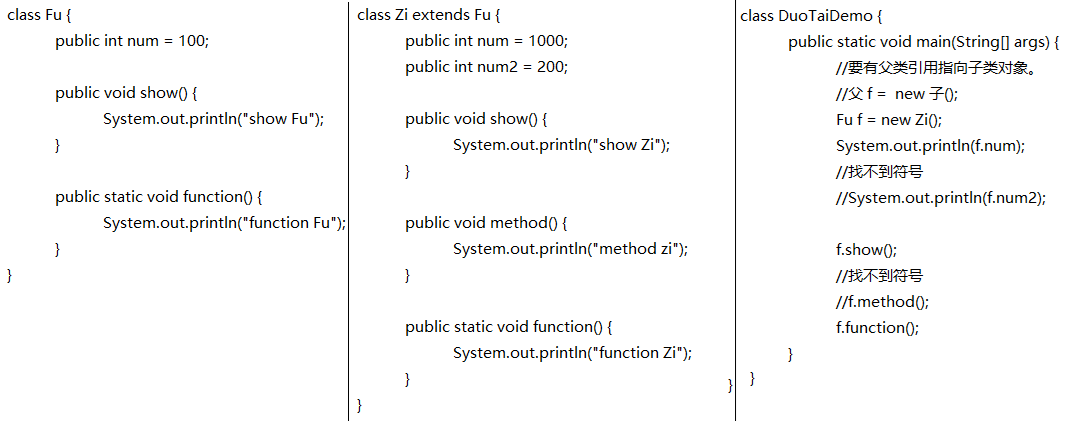 class Fu {
public int num = 100;
public void show() {
System.out.println("show Fu");
}
public static void function() {
System.out.println("function Fu");
}
}
class Zi extends Fu {
public int num = 1000;
public int num2 = 200;
public void show() {
System.out.println("show Zi");
}
public void method() {
System.out.println("method zi");
}
public static void function() {
System.out.println("function Zi");
}
}
}
class DuoTaiDemo {
public static void main(String[] args) {
//要有父类引用指向子类对象。
//父 f =  new 子();
Fu f = new Zi();
System.out.println(f.num);
//找不到符号
//System.out.println(f.num2);
f.show();
//找不到符号
//f.method();
f.function();
}
}